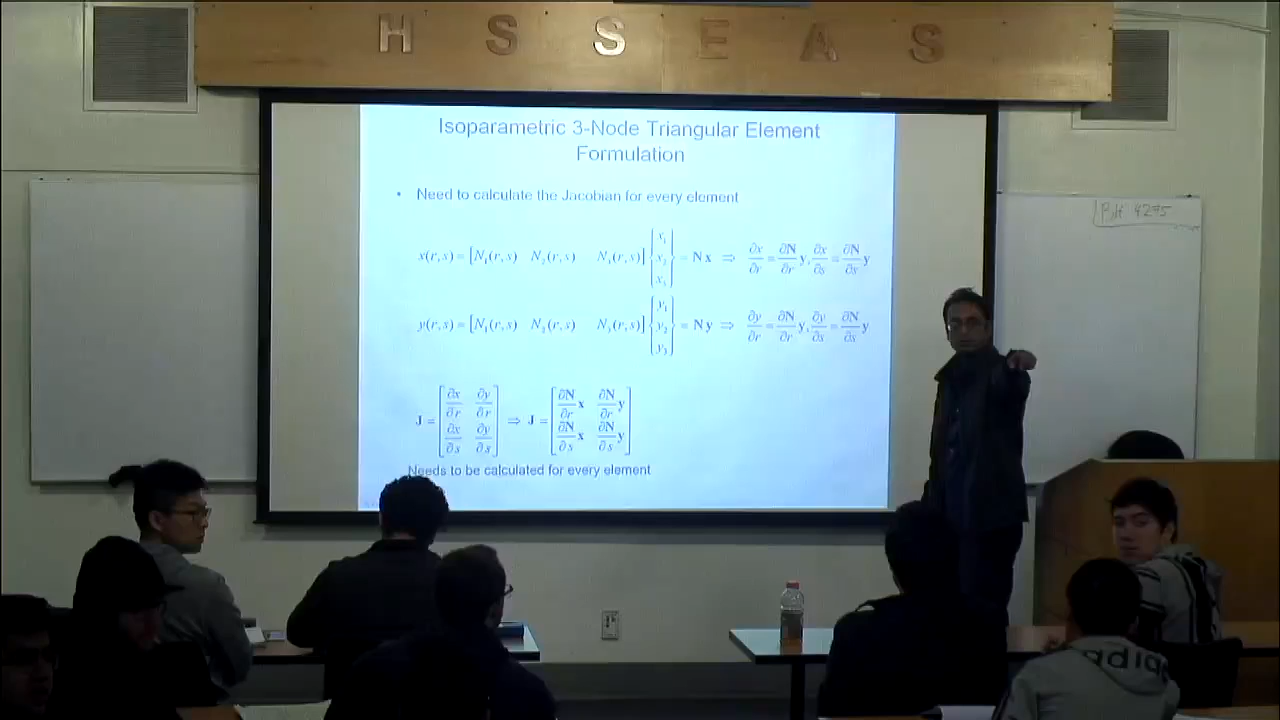 H S S E A S
Isoparametric 3-Node Triangular Element
Formulation
• Need to calculate the Jacobian for every element
x(r,s) = [N₁(r,s) N₂(r,s) N₃(r,s)] {x₁ x₂ x₃} = N x ⇒ ∂x/∂r = ∂N/∂r y, ∂x/∂s = ∂N/∂s y
y(r,s) = [N₁(r,s) N₂(r,s) N₃(r,s)] {y₁ y₂ y₃} = N y ⇒ ∂y/∂r = ∂N/∂r y, ∂y/∂s = ∂N/∂s y
J = [∂x/∂r ∂y/∂r ∂x/∂s ∂y/∂s] ⇒ J = [∂N/∂r x ∂N/∂r y ∂N/∂s x ∂N/∂s y]
Needs to be calculated for every element
4295